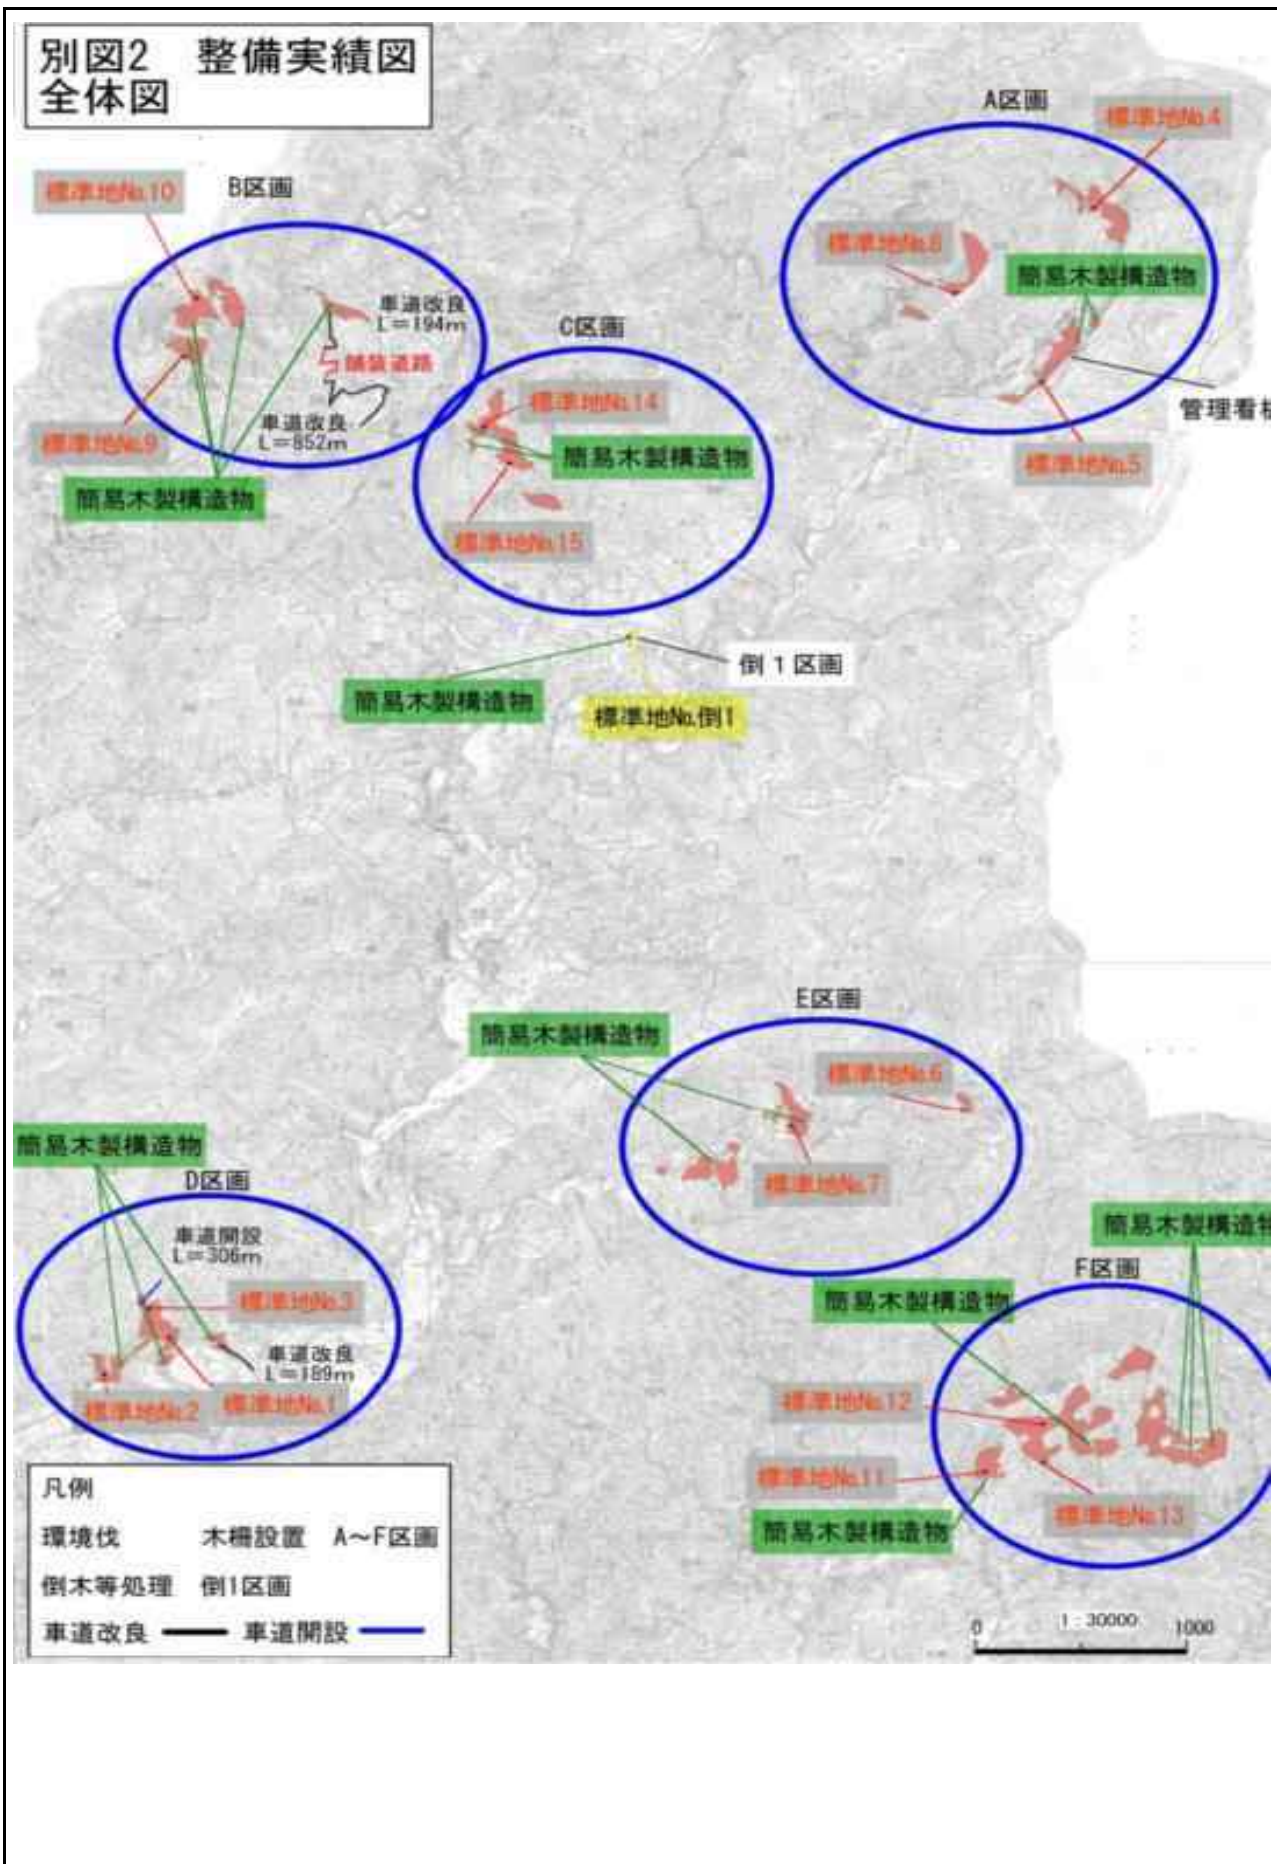 別図2 整備実績図
全体図
A区画
標準地No.4
標準地No.10
B区画
標準地No.8
簡易木製構造物
車道改良
L=194m
C区画
舗装道路
標準地No.14
管理看板
車道改良
L=852m
標準地No.9
簡易木製構造物
標準地No.5
簡易木製構造物
標準地No.15
倒1区画
簡易木製構造物
標準地No.倒1
E区画
簡易木製構造物
標準地No.6
簡易木製構造物
D区画
標準地No.7
簡易木製構造物
車道開設
L=306m
F区画
標準地No.3
簡易木製構造物
車道改良
L=189m
標準地No.2
標準地No.1
標準地No.12
標準地No.11
標準地No.13
簡易木製構造物
凡例
環境伐 木柵設置 A～F区画
倒木等処理 倒1区画
車道改良 車道開設
0 1:30000 1000